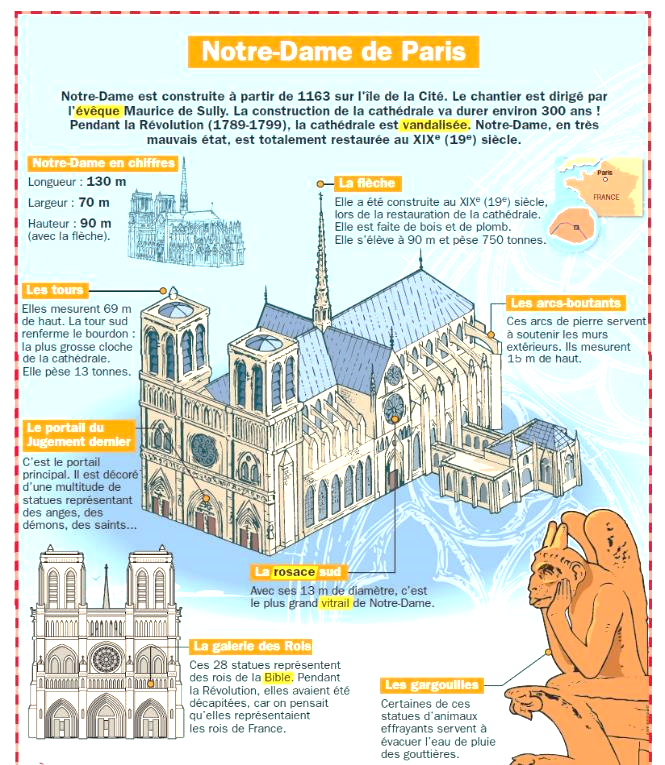 Notre-Dame de Paris
Notre-Dame est construite à partir de 1163 sur l'île de la Cité. Le chantier est dirigé par
l'évêque Maurice de Sully. La construction de la cathédrale va durer environ 300 ans !
Pendant la Révolution (1789-1799), la cathédrale est vandalisée. Notre-Dame, en très
mauvais état, est totalement restaurée au XIXe (19e) siècle.
Notre-Dame en chiffres
Longueur : 130 m
Largeur : 70 m
Hauteur : 90 m
(avec la flèche).
La flèche
Elle a été construite au XIXe (19e) siècle,
lors de la restauration de la cathédrale.
Elle est faite de bois et de plomb.
Elle s'élève à 90 m et pèse 750 tonnes.
Paris
FRANCE
Les tours
Elles mesurent 69 m
de haut. La tour sud
renferme le bourdon :
la plus grosse cloche
de la cathédrale.
Elle pèse 13 tonnes.
Les arcs-boutants
Ces arcs de pierre servent
à soutenir les murs
extérieurs. Ils mesurent
15 m de haut.
Le portail du
Jugement dernier
C'est le portail
principal. Il est décoré
d'une multitude de
statues représentant
des anges, des
démons, des saints...
La rosace sud
Avec ses 13 m de diamètre, c'est
le plus grand vitrail de Notre-Dame.
La galerie des Rois
Ces 28 statues représentent
des rois de la Bible. Pendant
la Révolution, elles avaient été
décapitées, car on pensait
qu'elles représentaient
les rois de France.
Les gargouilles
Certaines de ces
statues d'animaux
effrayants servent à
évacuer l'eau de pluie
des gouttières.